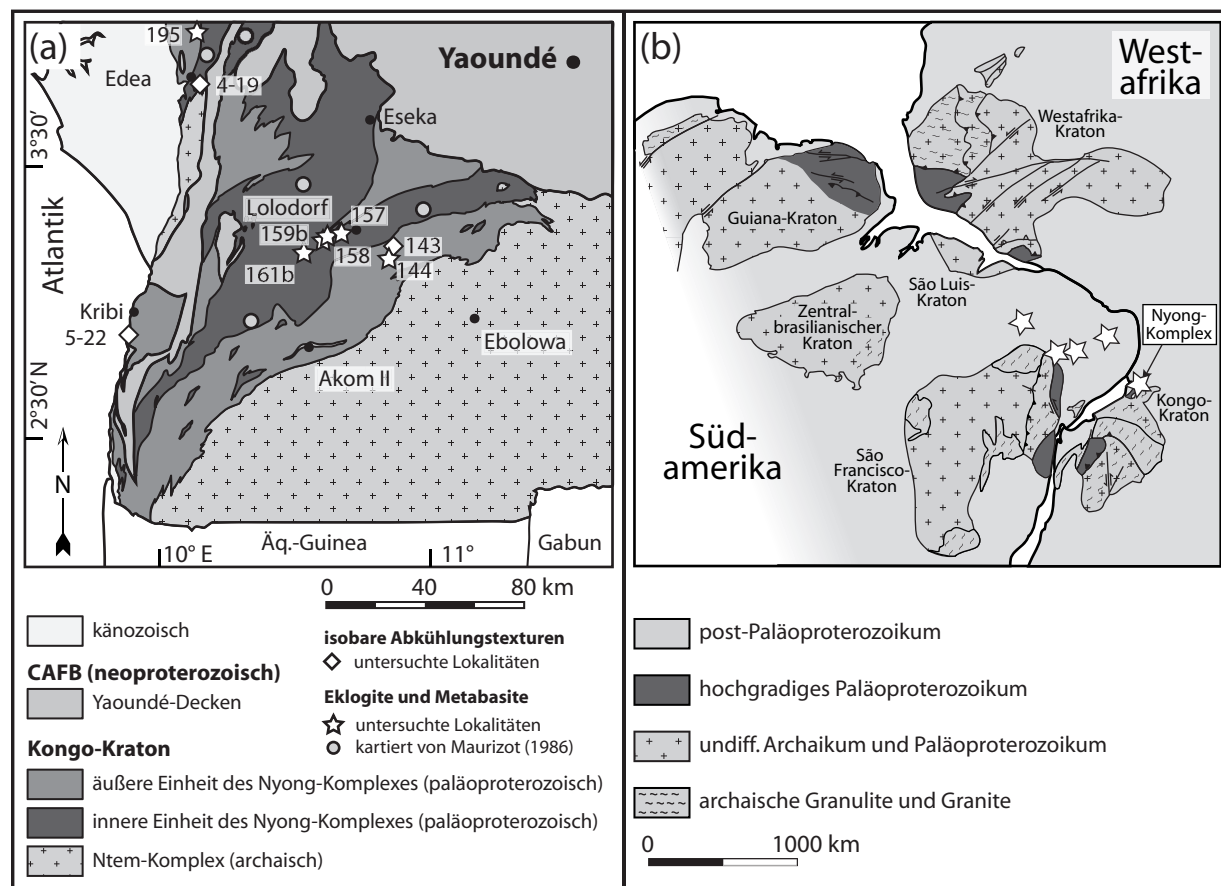 (a)
195
Edea
4-19
Yaoundé
Eseka
3°30'
Atlantik
Lolodorf
157
159b
158
143
144
161b
Kribi
5-22
Ebolowa
Akom II
2°30' N
N
10° E
Äq.-Guinea
11°
Gabun
0 40 80 km
känozoisch
CAFB (neoproterozoisch)
Yaoundé-Decken
Kongo-Kraton
äußere Einheit des Nyong-Komplexes (paläoproterozoisch)
innere Einheit des Nyong-Komplexes (paläoproterozoisch)
Ntem-Komplex (archaisch)
isobare Abkühlungstexturen
untersuchte Lokalitäten
Eklogite und Metabasite
untersuchte Lokalitäten
kartiert von Maurizot (1986)
(b)
West-
afrika
Westafrika-
Kraton
Guiana-Kraton
São Luis-
Kraton
Zentral-
brasilianischer
Kraton
Nyong-
Komplex
Kongo-
Kraton
Süd-
amerika
São
Francisco-
Kraton
post-Paläoproterozoikum
hochgradiges Paläoproterozoikum
undiff. Archaikum und Paläoproterozoikum
archaische Granulite und Granite
0 1000 km